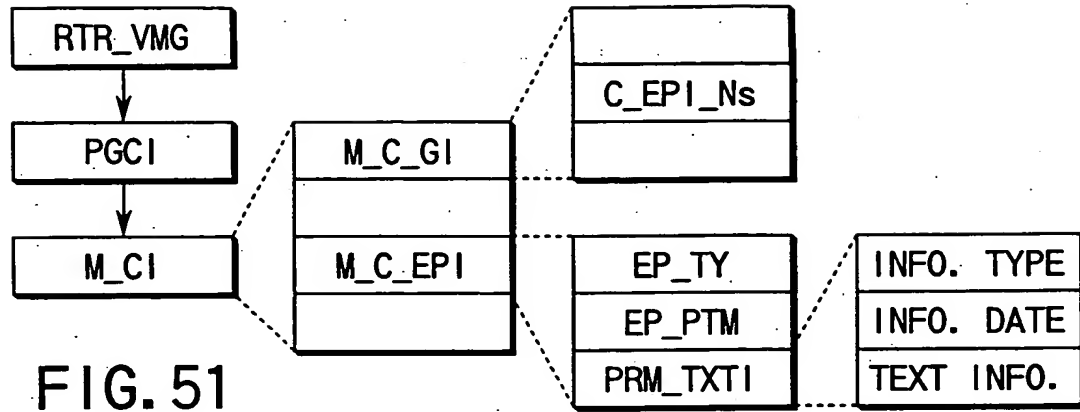 RTR_VMG
PGCI
M_CI
M_C_GI
M_C_EPI
C_EPI_Ns
EP_TY
EP_PTM
PRM_TXTI
INFO. TYPE
INFO. DATE
TEXT INFO.
FIG. 51